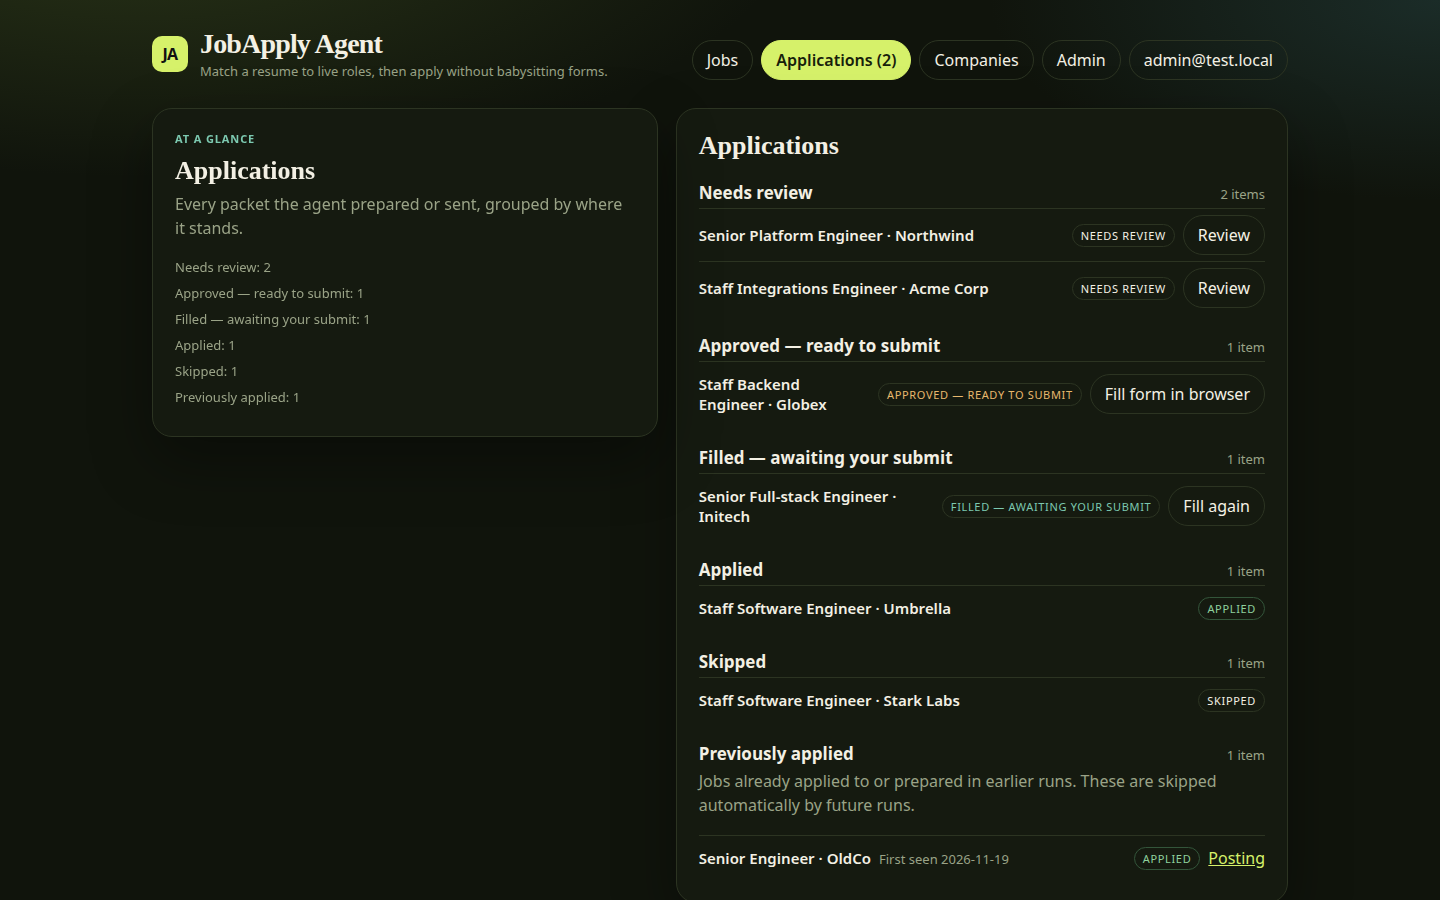 JA
JobApply Agent
Match a resume to live roles, then apply without babysitting forms.
Jobs
Applications (2)
Companies
Admin
admin@test.local
AT A GLANCE
Applications
Every packet the agent prepared or sent, grouped by where
it stands.
Needs review: 2
Approved — ready to submit: 1
Filled — awaiting your submit: 1
Applied: 1
Skipped: 1
Previously applied: 1
Applications
Needs review
2 items
Senior Platform Engineer · Northwind
NEEDS REVIEW
Review
Staff Integrations Engineer · Acme Corp
NEEDS REVIEW
Review
Approved — ready to submit
1 item
Staff Backend
Engineer · Globex
APPROVED — READY TO SUBMIT
Fill form in browser
Filled — awaiting your submit
1 item
Senior Full-stack Engineer ·
Initech
FILLED — AWAITING YOUR SUBMIT
Fill again
Applied
1 item
Staff Software Engineer · Umbrella
APPLIED
Skipped
1 item
Staff Software Engineer · Stark Labs
SKIPPED
Previously applied
1 item
Jobs already applied to or prepared in earlier runs. These are skipped
automatically by future runs.
Senior Engineer · OldCo
First seen 2026-11-19
APPLIED
Posting